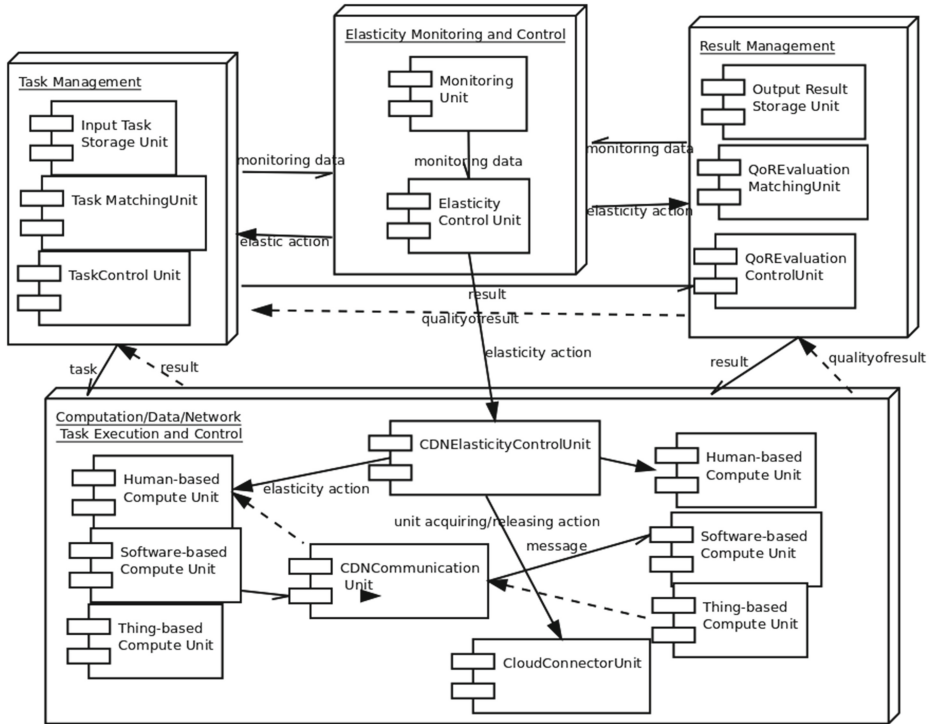 Elasticity Monitoring and Control
Result Management
Task Management
Monitoring
Unit
Output Result
Storage Unit
Input Task
Storage Unit
monitoring data
monitoring data
monitoring data
QoREvaluation
MatchingUnit
Task MatchingUnit
Elasticity
Control Unit
elasticity action
elastic action
TaskControl Unit
QoREvaluation
ControlUnit
result
qualityofresult
elasticity action
task
result
result
qualityofresult
Computation/Data/Network
Task Execution and Control
CDNElasticityControlUnit
Human-based
Compute Unit
elasticity action
Human-based
Compute Unit
unit acquiring/releasing action
message
Software-based
Compute Unit
Software-based
Compute Unit
CDNCommunication
Unit
Thing-based
Compute Unit
Thing-based
Compute Unit
CloudConnectorUnit